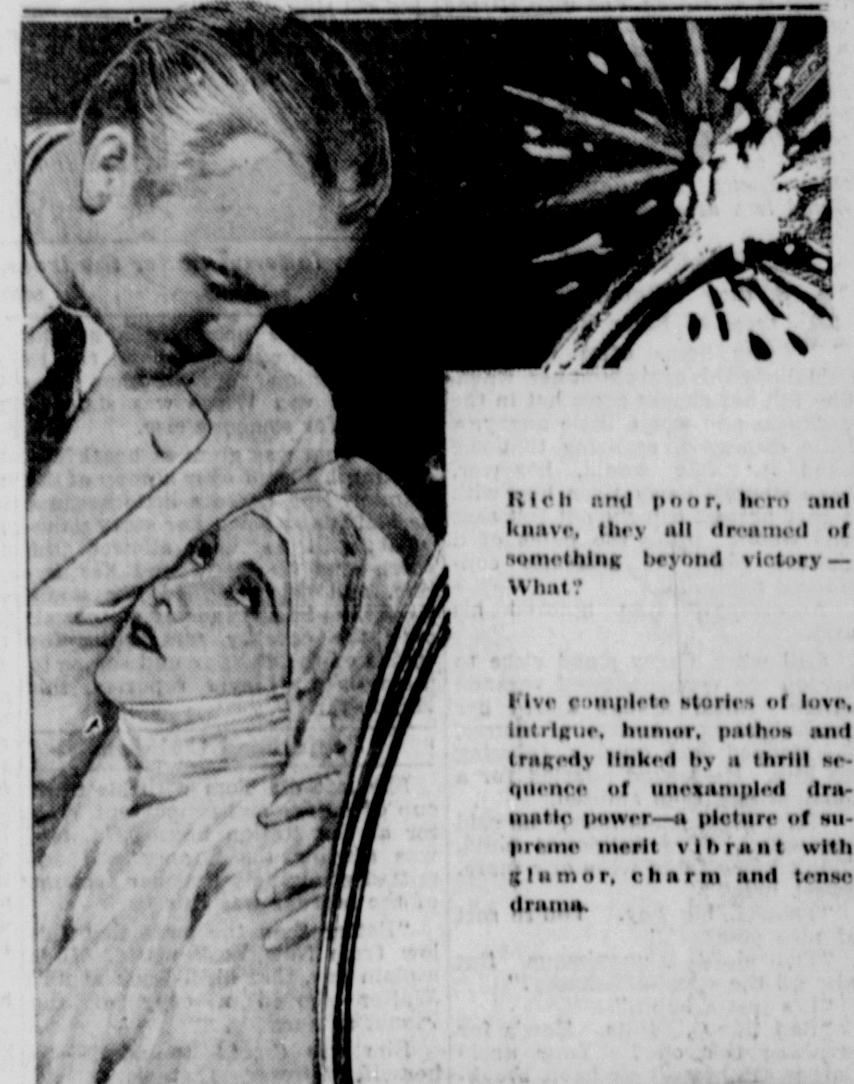 Rich and poor, hero and
knave, they all dreamed of
something beyond victory—
What?
Five complete stories of love,
intrigue, humor, pathos and
tragedy linked by a thrill se-
quence of unexampled dra-
matic power—a picture of su-
preme merit vibrant with
glamor, charm and tense
drama.